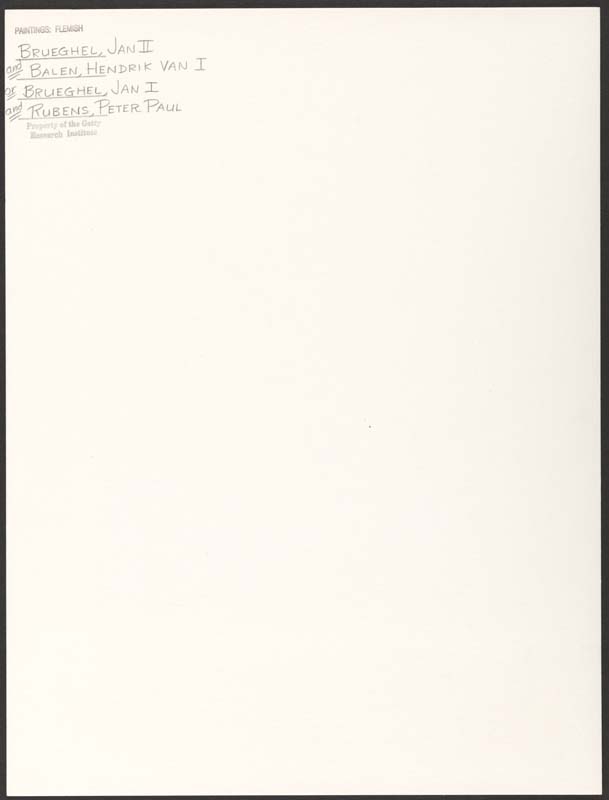 PAINTINGS: FLEMISH
BRUEGHEL, JAN II
and BALEN, HENDRIK VAN I
or BRUEGHEL, JAN I
and RUBENS, PETER PAUL
Property of the Getty
Research Institute